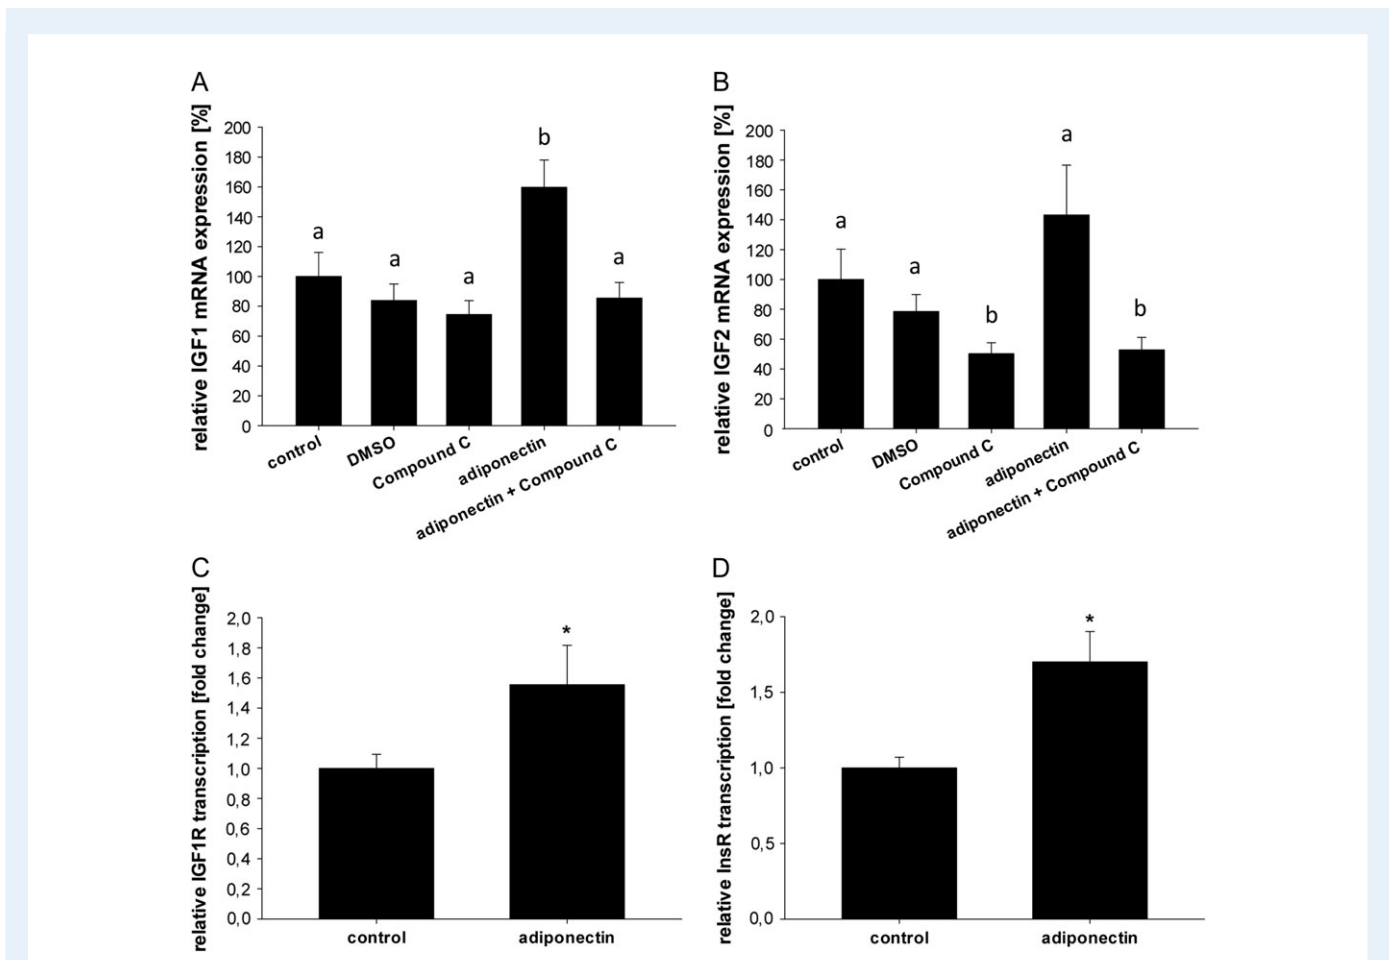 A
relative IGF1 mRNA expression [%]
200
180
160
140
120
100
80
60
40
20
0
a
a
a
b
a
control
DMSO
Compound C
adiponectin
adiponectin + Compound C
B
relative IGF2 mRNA expression [%]
200
180
160
140
120
100
80
60
40
20
0
a
a
b
a
b
control
DMSO
Compound C
adiponectin
adiponectin + Compound C
C
relative IGF1R transcription [fold change]
2,0
1,8
1,6
1,4
1,2
1,0
0,8
0,6
0,4
0,2
0,0
*
control
adiponectin
D
relative InsR transcription [fold change]
2,0
1,5
1,0
0,5
0,0
*
control
adiponectin